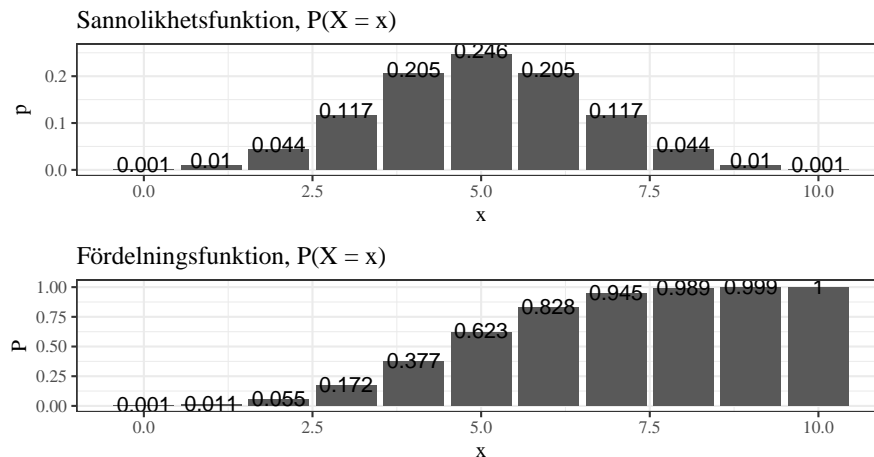 Sannolikhetsfunktion, P(X = x)
p
0.2
0.1
0.0
0.001 0.01 0.044 0.117 0.205 0.246 0.205 0.117 0.044 0.01 0.001
0.0 2.5 5.0 7.5 10.0
x
Fördelningsfunktion, P(X = x)
P
1.00
0.75
0.50
0.25
0.00
0.001 0.011 0.055 0.172 0.377 0.623 0.828 0.945 0.989 0.999 1
0.0 2.5 5.0 7.5 10.0
x